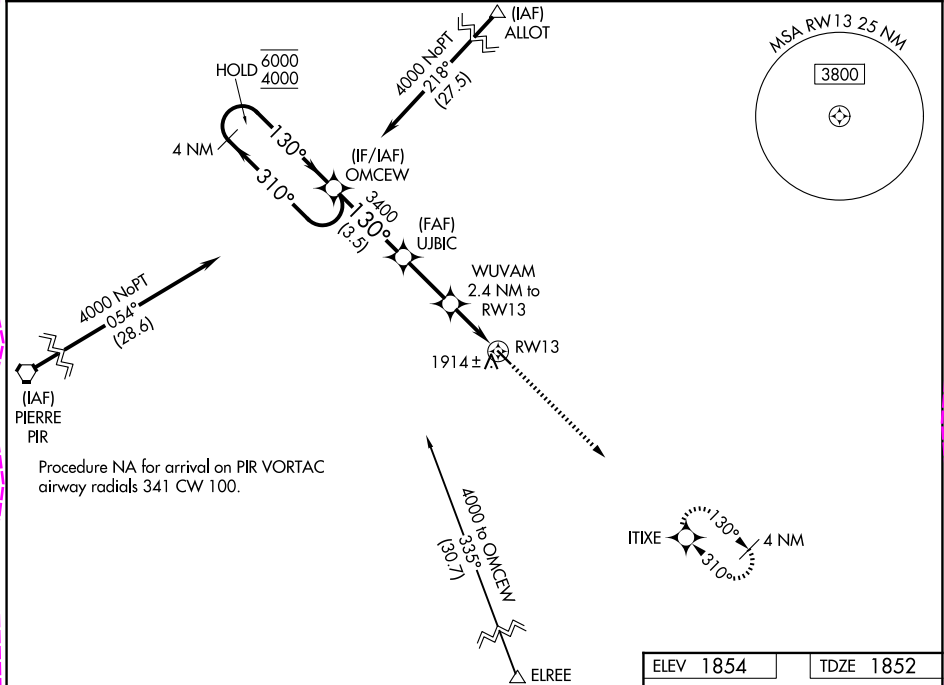 (IAF)
ALLOT
MSA RW13 25 NM
3800
HOLD 6000
4000
4000 NoPT
218°
(27.5)
4 NM
130°
310°
(IF/IAF)
OMCEW
3400
130°
(3.5)
(FAF)
UJBIC
WUVAM
2.4 NM to
RW13
4000 NoPT
054°
(28.6)
RW13
1914±
(IAF)
PIERRE
PIR
Procedure NA for arrival on PIR VORTAC
airway radials 341 CW 100.
4000 to OMCEW
335°
(30.7)
ITIXE
130°
310°
4 NM
ELREE
ELEV 1854
TDZE 1852